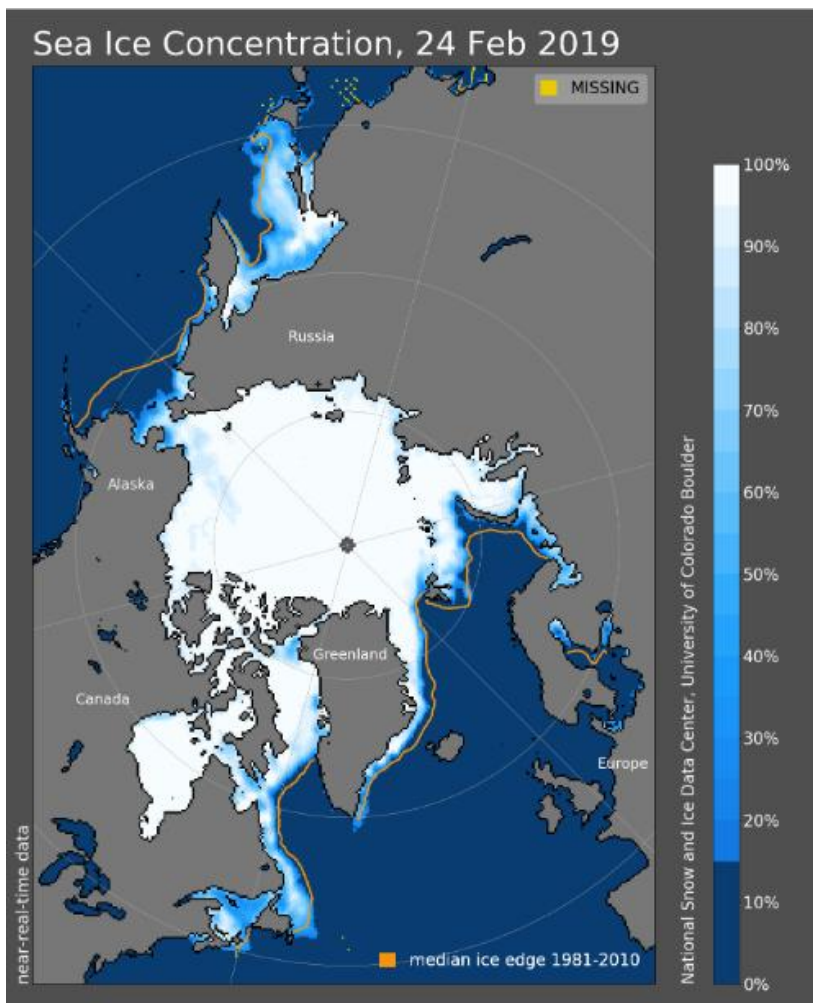 Sea Ice Concentration, 24 Feb 2019
MISSING
100%
90%
80%
70%
60%
50%
40%
30%
20%
10%
0%
Russia
Alaska
Greenland
Canada
Europe
near-real-time data
median ice edge 1981-2010
National Snow and Ice Data Center, University of Colorado Boulder